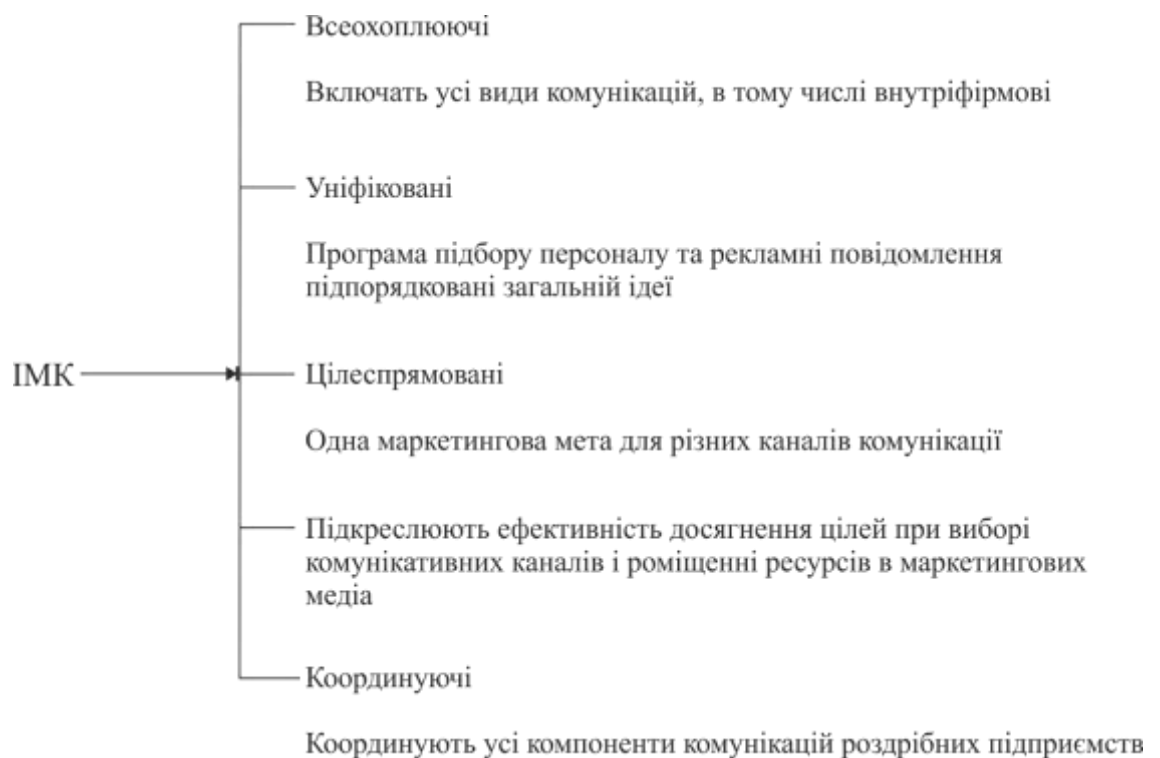 Всеохоплюючі
Включать усі види комунікацій, в тому числі внутріфірмові
Уніфіковані
Програма підбору персоналу та рекламні повідомлення
підпорядковані загальній ідеї
ІМК
Цілеспрямовані
Одна маркетингова мета для різних каналів комунікації
Підкреслюють ефективність досягнення цілей при виборі
комунікативних каналів і роміщенні ресурсів в маркетингових
медіа
Координуючі
Координують усі компоненти комунікацій роздрібних підприємств